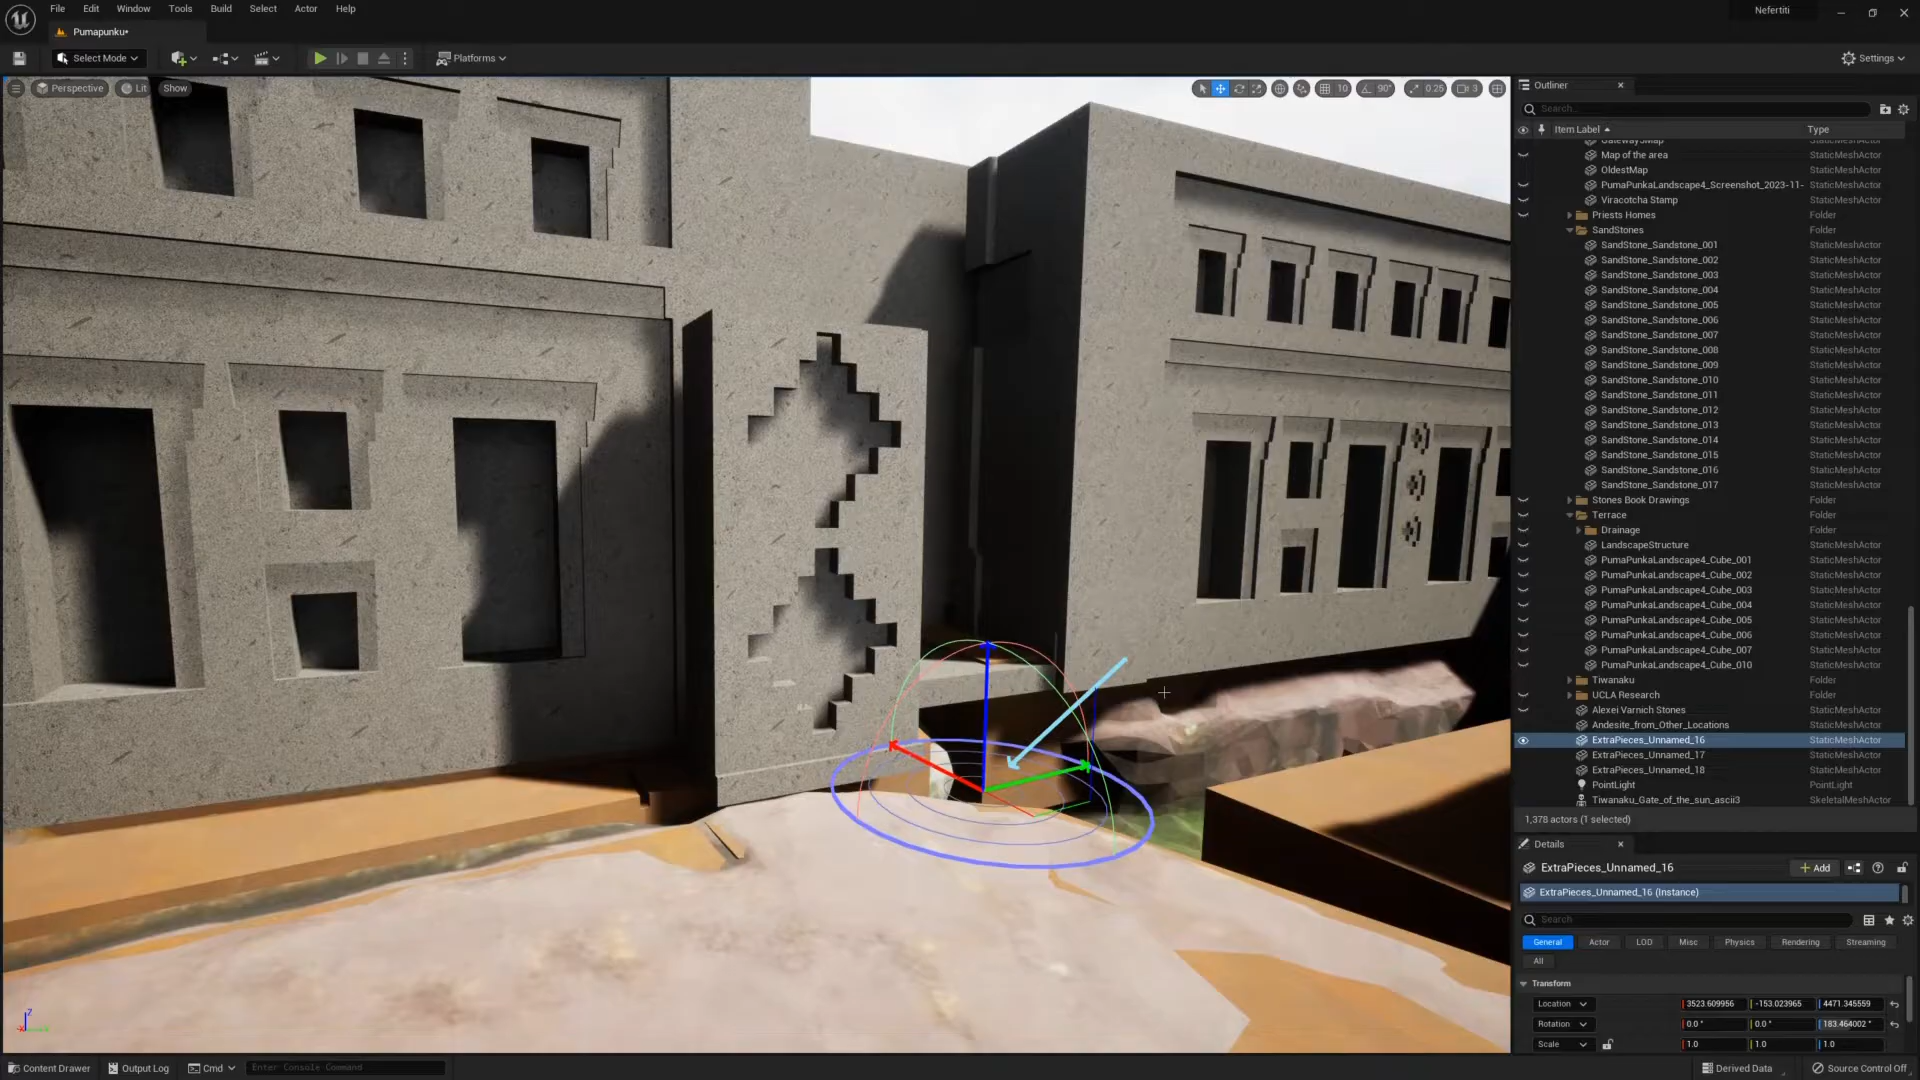 File Edit Window Tools Build Select Actor Help
Nefertiti
Pumapunku•
Select Mode
Platforms
Settings
Perspective Lit Show
10 90° 0.25 3
Outliner
Search...
Item Label Type
Gateway3Map StaticMeshActor
Map of the area StaticMeshActor
OldestMap StaticMeshActor
PumaPunkaLandscape4_Screenshot_2023-11- StaticMeshActor
Viracotcha Stamp StaticMeshActor
Priests Homes Folder
SandStones Folder
SandStone_Sandstone_001 StaticMeshActor
SandStone_Sandstone_002 StaticMeshActor
SandStone_Sandstone_003 StaticMeshActor
SandStone_Sandstone_004 StaticMeshActor
SandStone_Sandstone_005 StaticMeshActor
SandStone_Sandstone_006 StaticMeshActor
SandStone_Sandstone_007 StaticMeshActor
SandStone_Sandstone_008 StaticMeshActor
SandStone_Sandstone_009 StaticMeshActor
SandStone_Sandstone_010 StaticMeshActor
SandStone_Sandstone_011 StaticMeshActor
SandStone_Sandstone_012 StaticMeshActor
SandStone_Sandstone_013 StaticMeshActor
SandStone_Sandstone_014 StaticMeshActor
SandStone_Sandstone_015 StaticMeshActor
SandStone_Sandstone_016 StaticMeshActor
SandStone_Sandstone_017 StaticMeshActor
Stones Book Drawings Folder
Terrace Folder
Drainage Folder
LandscapeStructure StaticMeshActor
PumaPunkaLandscape4_Cube_001 StaticMeshActor
PumaPunkaLandscape4_Cube_002 StaticMeshActor
PumaPunkaLandscape4_Cube_003 StaticMeshActor
PumaPunkaLandscape4_Cube_004 StaticMeshActor
PumaPunkaLandscape4_Cube_005 StaticMeshActor
PumaPunkaLandscape4_Cube_006 StaticMeshActor
PumaPunkaLandscape4_Cube_007 StaticMeshActor
PumaPunkaLandscape4_Cube_010 StaticMeshActor
Tiwanaku Folder
UCLA Research Folder
Alexei Varnich Stones StaticMeshActor
Andesite_from_Other_Locations StaticMeshActor
ExtraPieces_Unnamed_16 StaticMeshActor
ExtraPieces_Unnamed_17 StaticMeshActor
ExtraPieces_Unnamed_18 StaticMeshActor
PointLight PointLight
Tiwanaku_Gate_of_the_sun_ascii3 SkeletalMeshActor
1,378 actors (1 selected)
Details
ExtraPieces_Unnamed_16 + Add
ExtraPieces_Unnamed_16 (Instance)
Search
General Actor LOD Misc Physics Rendering Streaming
All
Transform
Location 3523.609956 -153.023965 4471.345559
Rotation 0.0 ° 0.0 ° 183.464002 °
Scale 1.0 1.0 1.0
Z
X
Content Drawer Output Log Cmd Enter Console Command
Derived Data Source Control Off